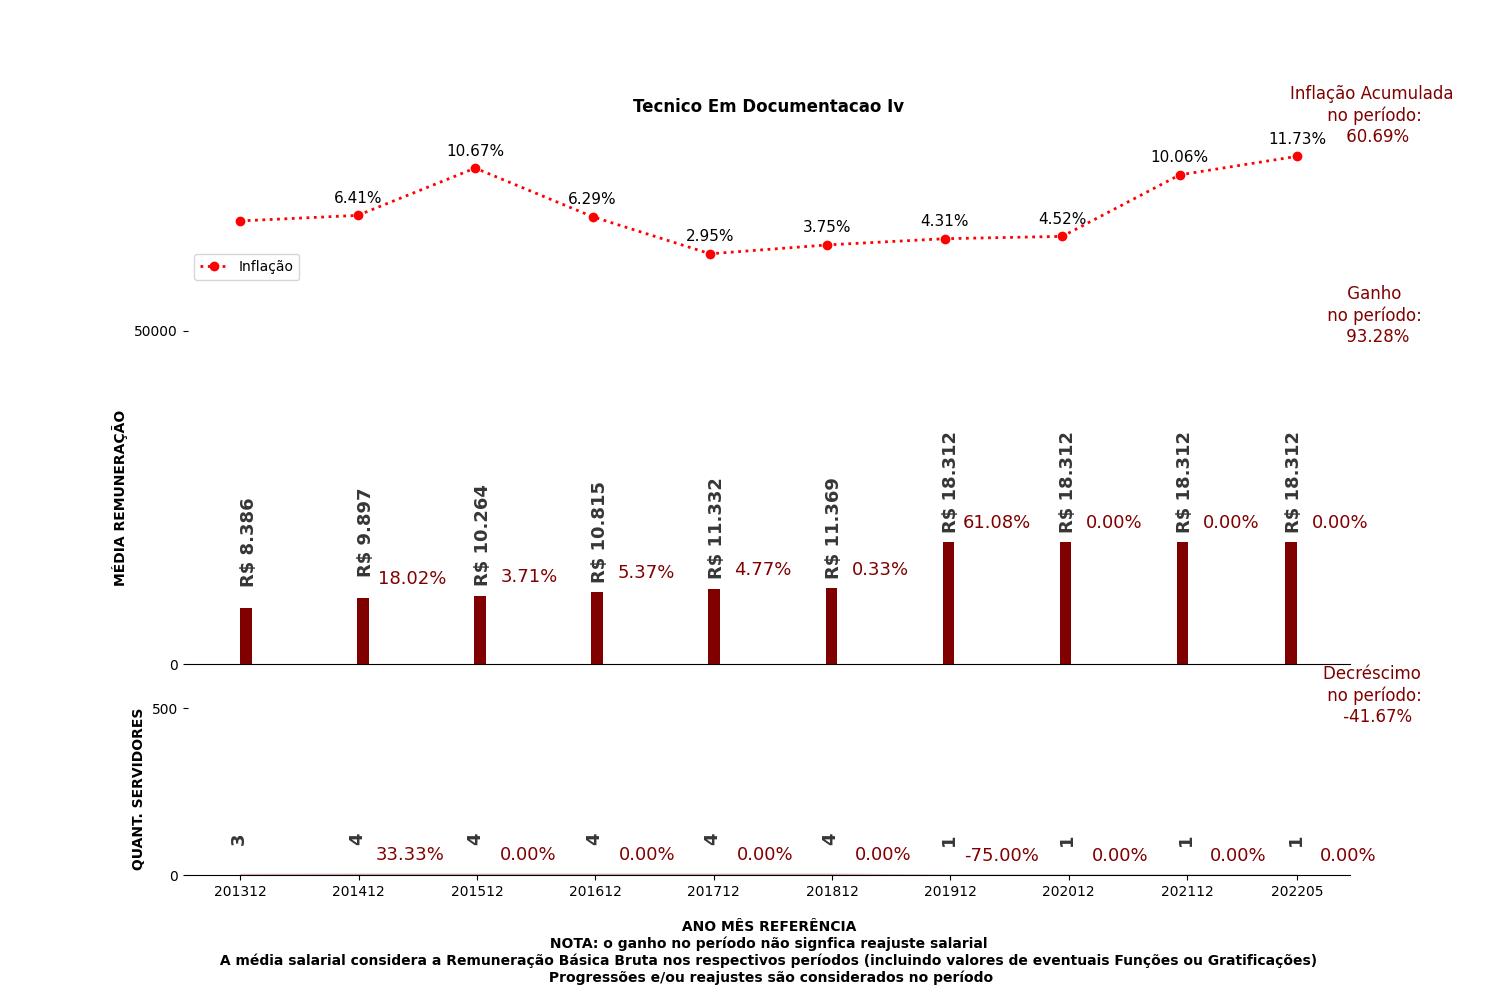 Tecnico Em Documentacao Iv
Inflação Acumulada
no período:
60.69%
6.41%
10.67%
6.29%
2.95%
3.75%
4.31%
4.52%
10.06%
11.73%
Inflação
Ganho
no período:
93.28%
50000
0
MÉDIA REMUNERAÇÃO
R$ 8.386
R$ 9.897
R$ 10.264
R$ 10.815
R$ 11.332
R$ 11.369
R$ 18.312
R$ 18.312
R$ 18.312
R$ 18.312
18.02%
3.71%
5.37%
4.77%
0.33%
61.08%
0.00%
0.00%
0.00%
Decréscimo
no período:
-41.67%
500
0
QUANT. SERVIDORES
3
4
4
4
4
4
1
1
1
1
33.33%
0.00%
0.00%
0.00%
0.00%
-75.00%
0.00%
0.00%
0.00%
201312
201412
201512
201612
201712
201812
201912
202012
202112
202205
ANO MÊS REFERÊNCIA
NOTA: o ganho no período não signfica reajuste salarial
A média salarial considera a Remuneração Básica Bruta nos respectivos períodos (incluindo valores de eventuais Funções ou Gratificações)
Progressões e/ou reajustes são considerados no período